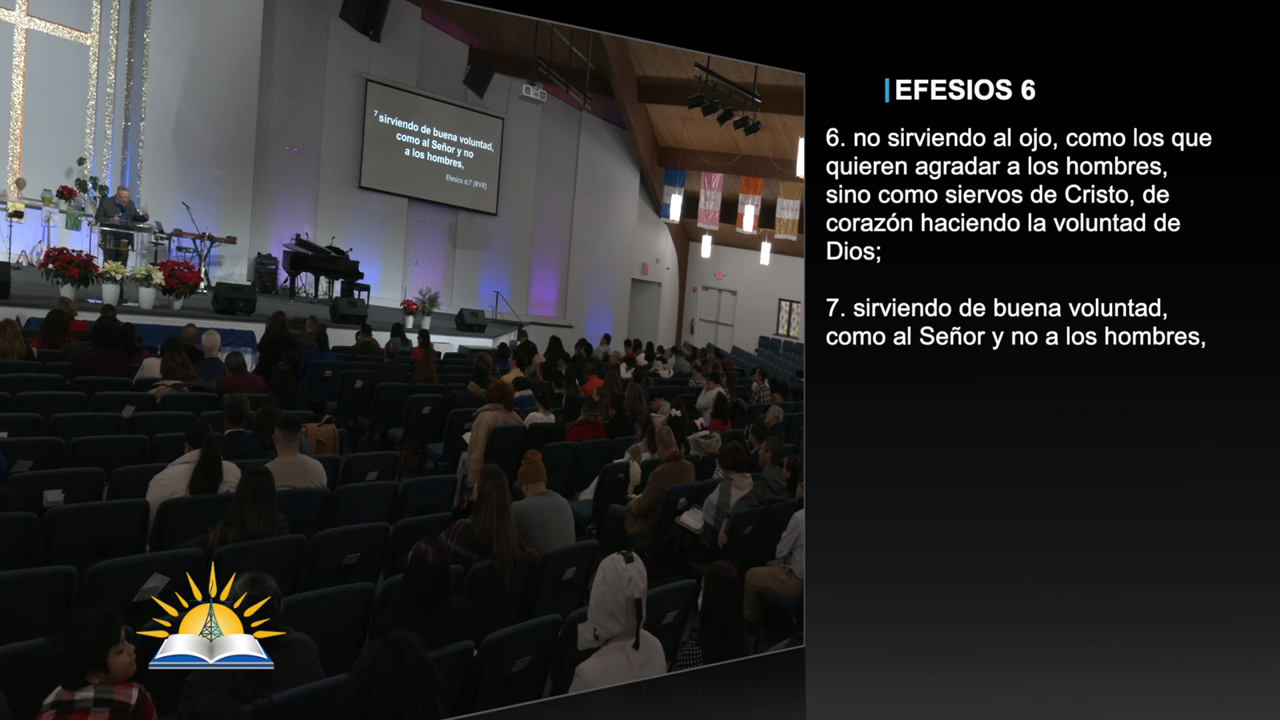 7 sirviendo de buena voluntad,
como al Señor y no
a los hombres,
Efesios 6:7 (RVR)
EFESIOS 6
6. no sirviendo al ojo, como los que
quieren agradar a los hombres,
sino como siervos de Cristo, de
corazón haciendo la voluntad de
Dios;
7. sirviendo de buena voluntad,
como al Señor y no a los hombres,